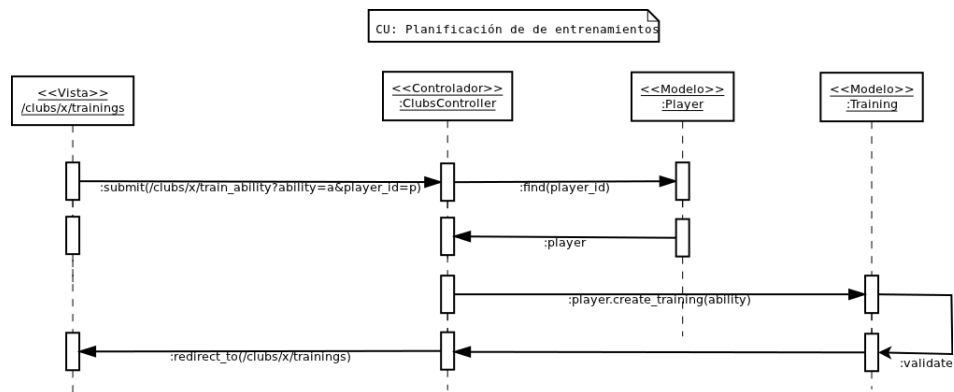 CU: Planificación de de entrenamientos
<<Vista>>
/clubs/x/trainings
<<Controlador>>
:ClubsController
<<Modelo>>
:Player
<<Modelo>>
:Training
:submit(/clubs/x/train_ability?ability=a&player_id=p)
:find(player_id)
:player
:player.create_training(ability)
:redirect_to(/clubs/x/trainings)
:validate